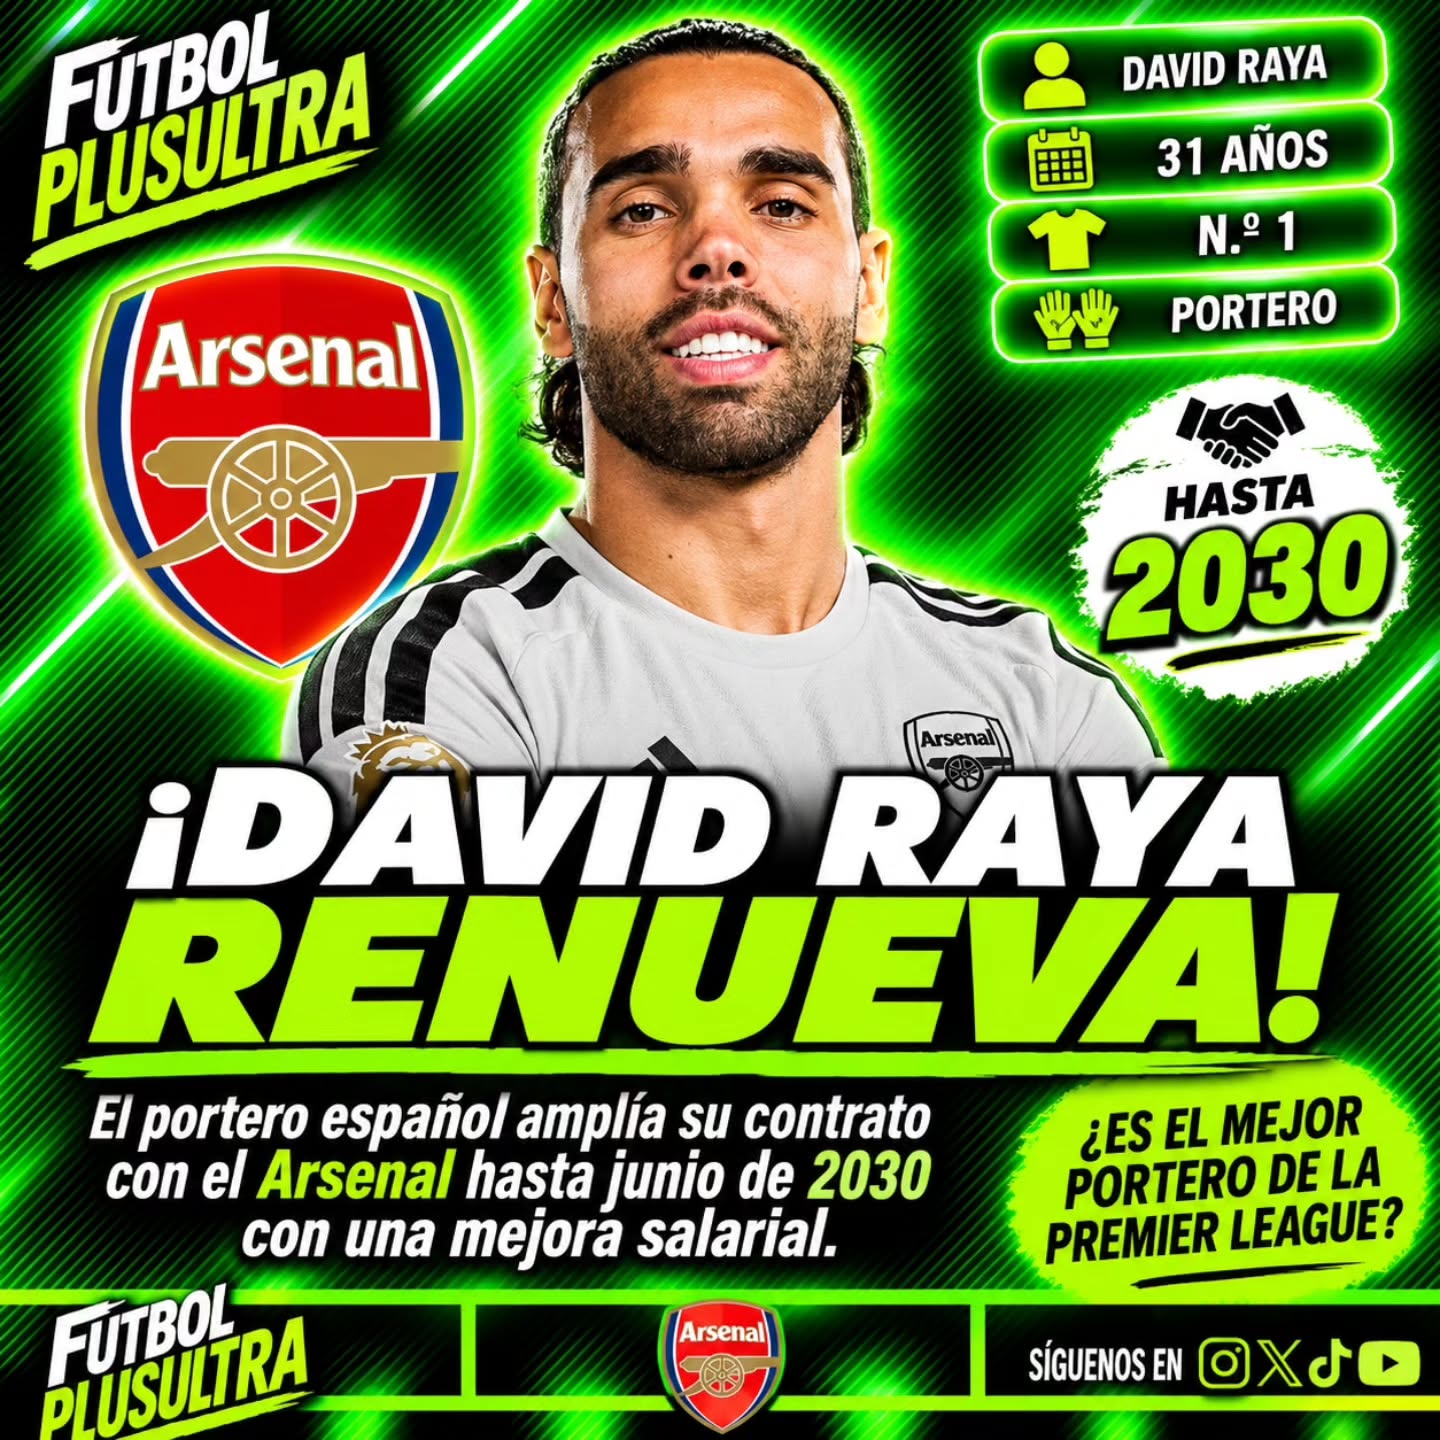 FÚTBOL
PLUSULTRA
DAVID RAYA
31 AÑOS
N.º 1
PORTERO
Arsenal
HASTA
2030
Arsenal
¡DAVID RAYA
RENUEVA!
El portero español amplía su contrato
con el Arsenal hasta junio de 2030
con una mejora salarial.
¿ES EL MEJOR
PORTERO DE LA
PREMIER LEAGUE?
FÚTBOL
PLUSULTRA
Arsenal
SÍGUENOS EN